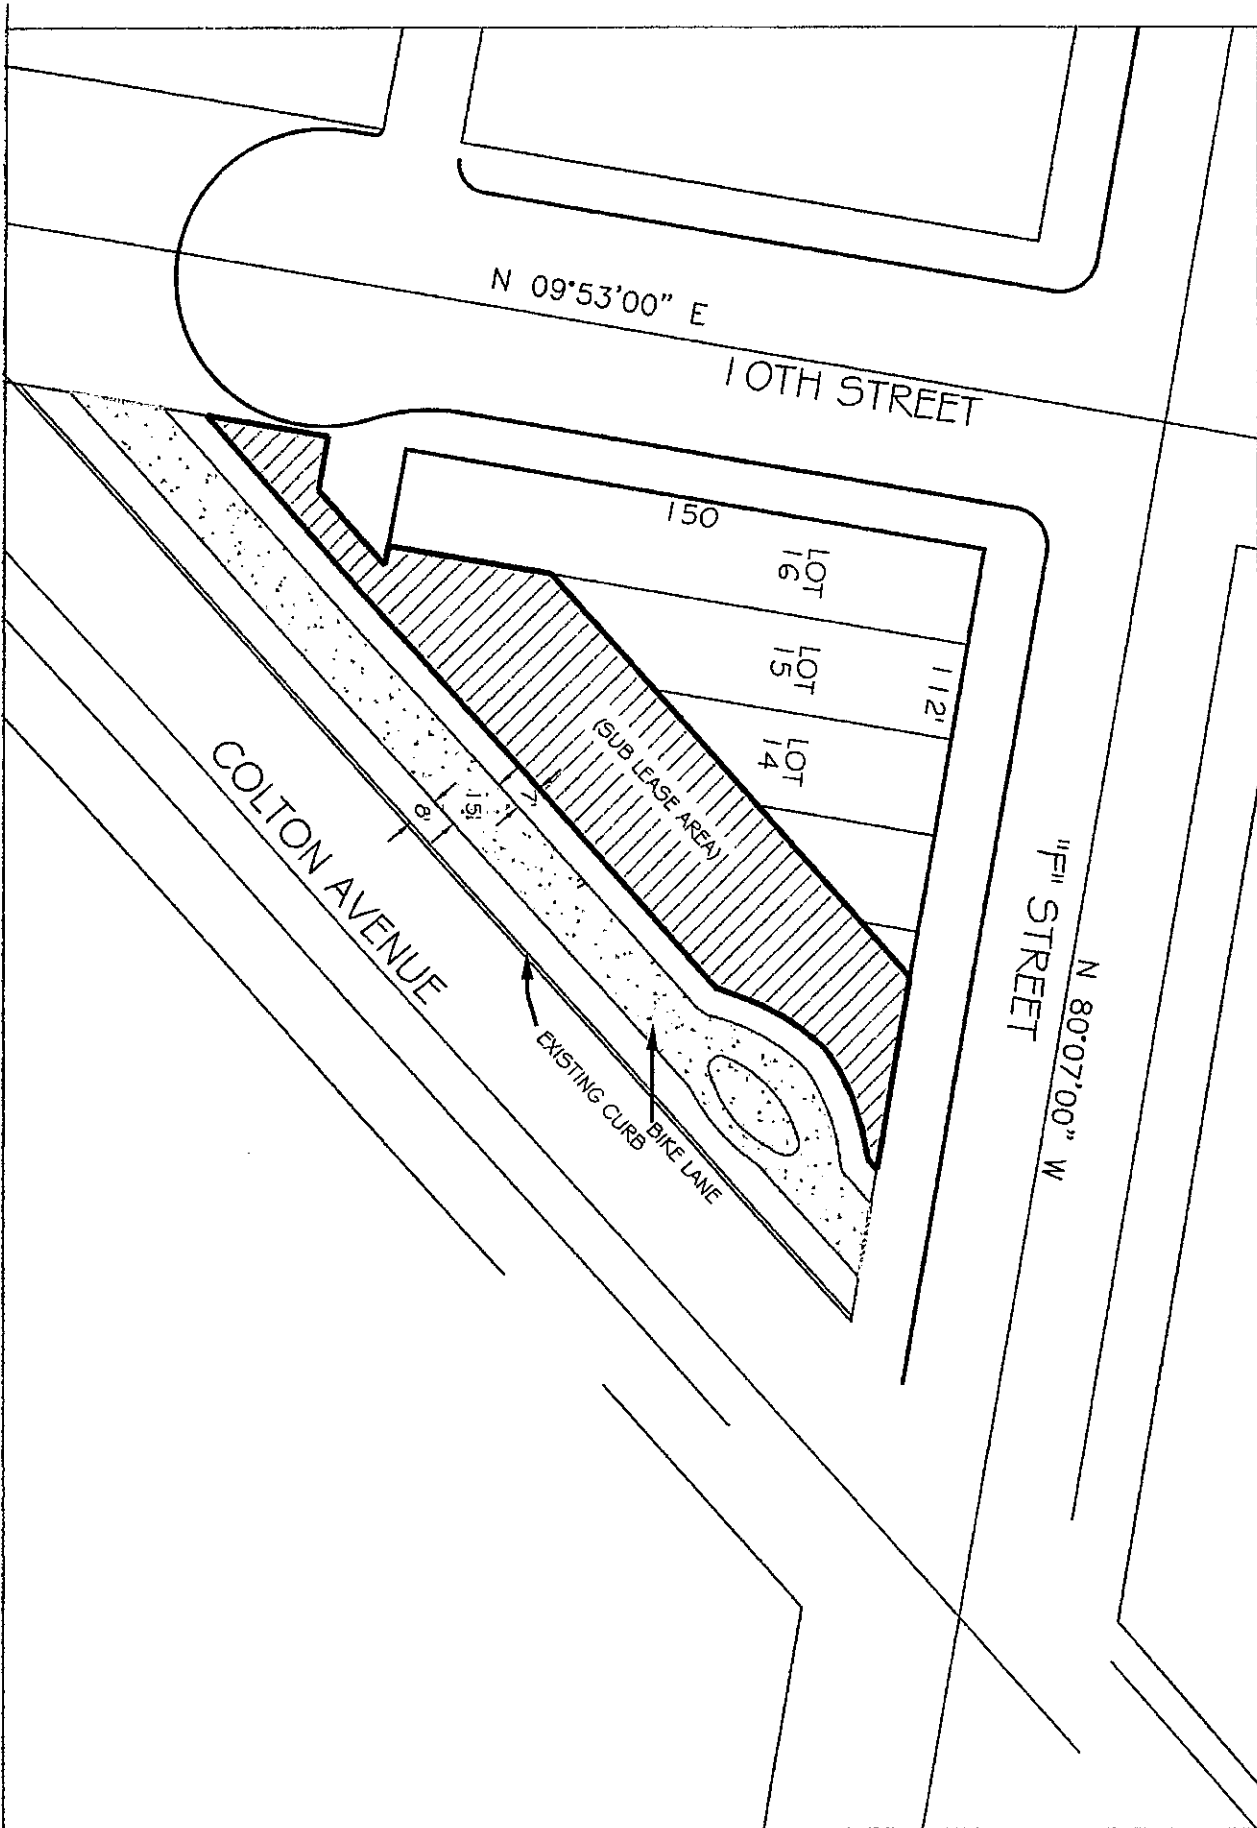 N 09°53'00" E
10TH STREET
150
LOT
16
LOT
15
112'
LOT
14
(SUB LEASE AREA)
7'
15'
8'
COLTON AVENUE
"F" STREET
N 80°07'00" W
EXISTING CURB
BIKE LANE